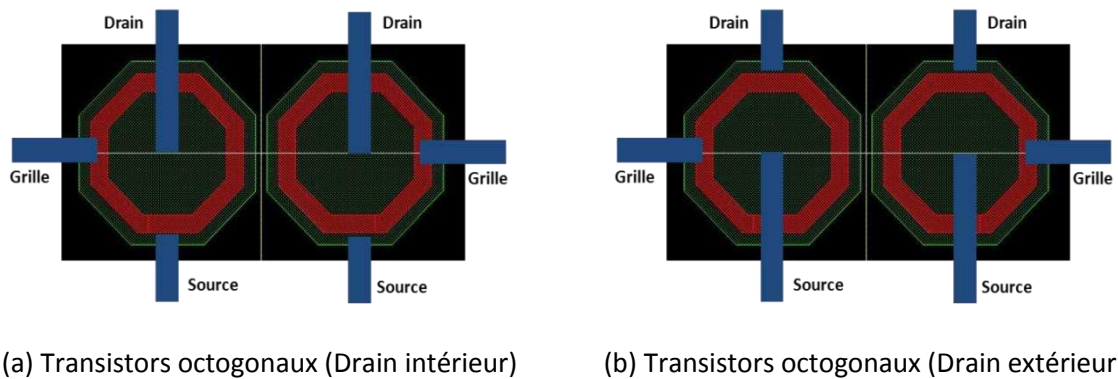 Drain Drain Drain Drain
Grille Grille Grille Grille
Source Source Source Source
(a) Transistors octogonaux (Drain intérieur) (b) Transistors octogonaux (Drain extérieur